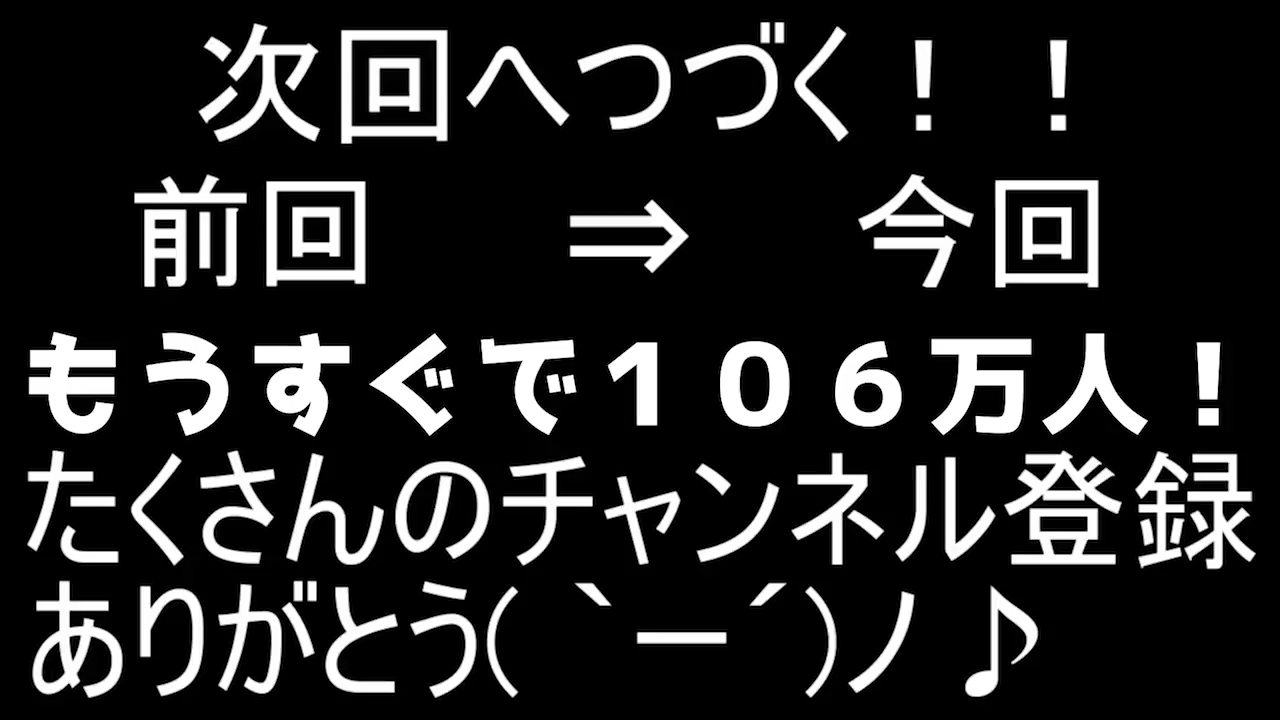 次回へつづく！！
前回　⇒　今回
もうすぐで１０６万人！
たくさんのチャンネル登録
ありがとう(｀ー´)ノ♪